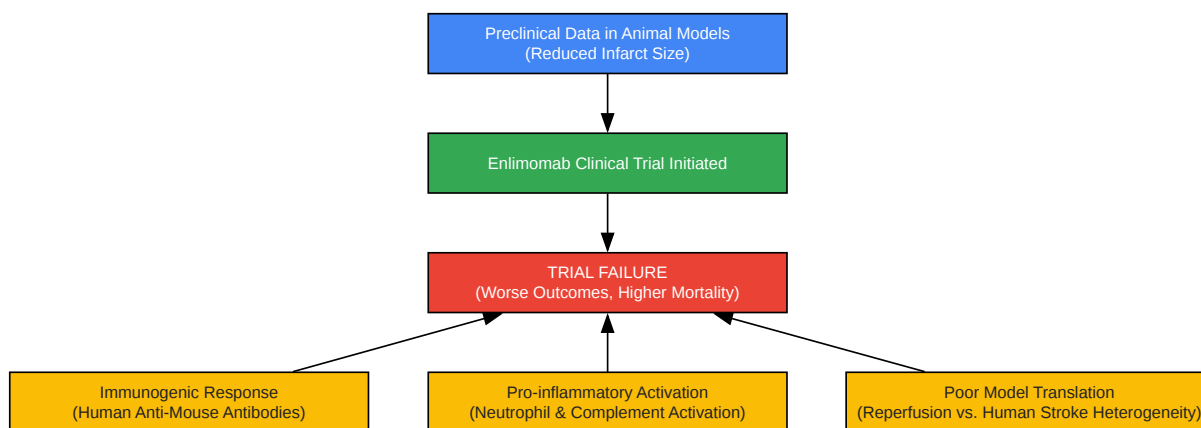 Preclinical Data in Animal Models
(Reduced Infarct Size)
Enlimomab Clinical Trial Initiated
TRIAL FAILURE
(Worse Outcomes, Higher Mortality)
Immunogenic Response
(Human Anti-Mouse Antibodies)
Pro-inflammatory Activation
(Neutrophil & Complement Activation)
Poor Model Translation
(Reperfusion vs. Human Stroke Heterogeneity)